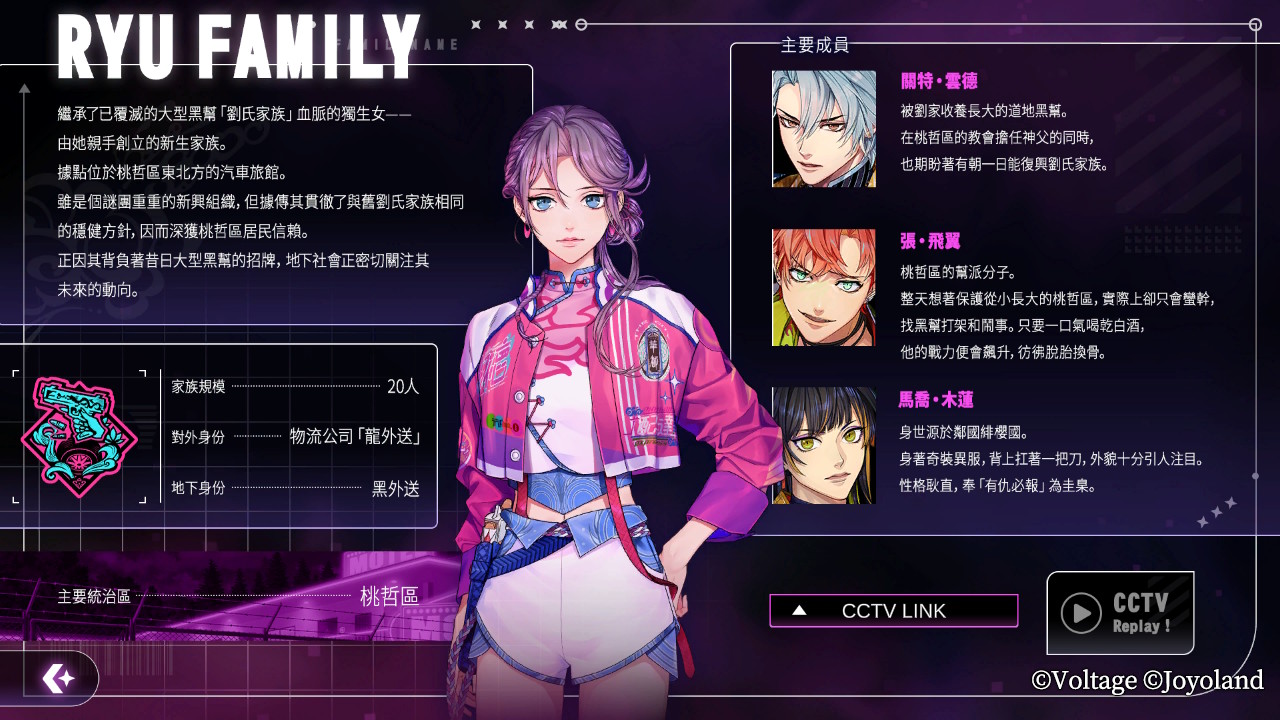 RYU FAMILY
FAMILY NAME
繼承了已覆滅的大型黑幫「劉氏家族」血脈的獨生女——
由她親手創立的新生家族。
據點位於桃哲區東北方的汽車旅館。
雖是個謎團重重的新興組織，但據傳其貫徹了與舊劉氏家族相同
的穩健方針，因而深獲桃哲區居民信賴。
正因其背負著昔日大型黑幫的招牌，地下社會正密切關注其
未來的動向。
家族規模 20人
對外身份 物流公司「龍外送」
地下身份 黑外送
主要統治區 桃哲區
主要成員
關特・雲德
被劉家收養長大的道地黑幫。
在桃哲區的教會擔任神父的同時，
也期盼著有朝一日能復興劉氏家族。
張・飛翼
桃哲區的幫派分子。
整天想著保護從小長大的桃哲區，實際上卻只會蠻幹，
找黑幫打架和鬧事。只要一口氣喝乾白酒，
他的戰力便會飆升，彷彿脫胎換骨。
馬喬・木蓮
身世源於鄰國緋櫻國。
身著奇裝異服，背上扛著一把刀，外貌十分引人注目。
性格耿直，奉「有仇必報」為圭臬。
CCTV LINK
CCTV
Replay !
©Voltage ©Joyoland